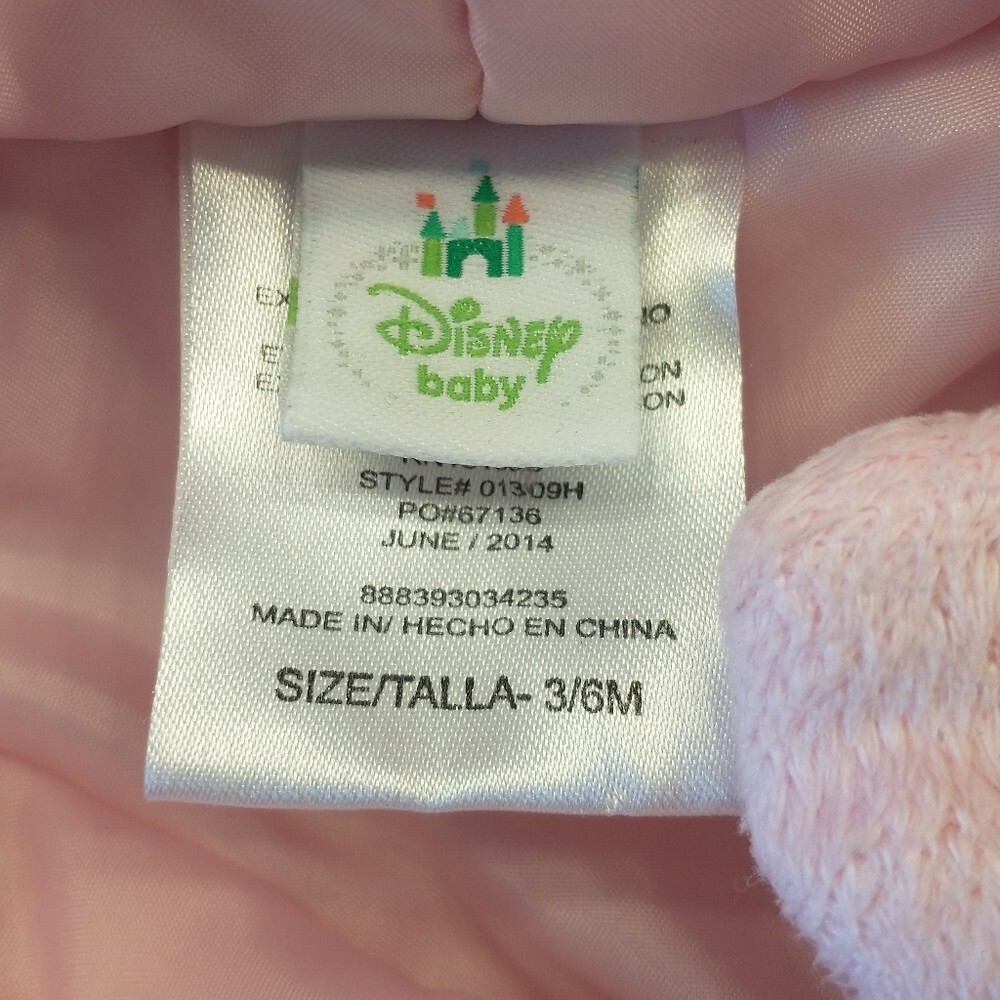 Disney
baby
STYLE# 01309H
PO#67136
JUNE / 2014
888393034235
MADE IN/ HECHO EN CHINA
SIZE/TALLA- 3/6M